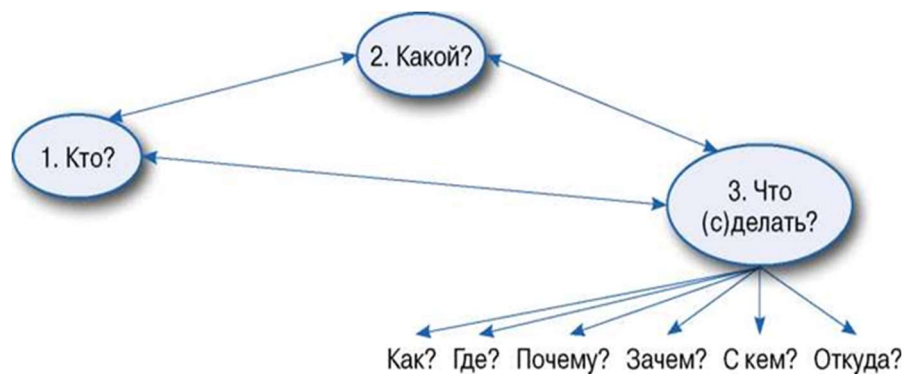 2. Какой?
1. Кто?
3. Что
(с)делать?
Как? Где? Почему? Зачем? С кем? Откуда?